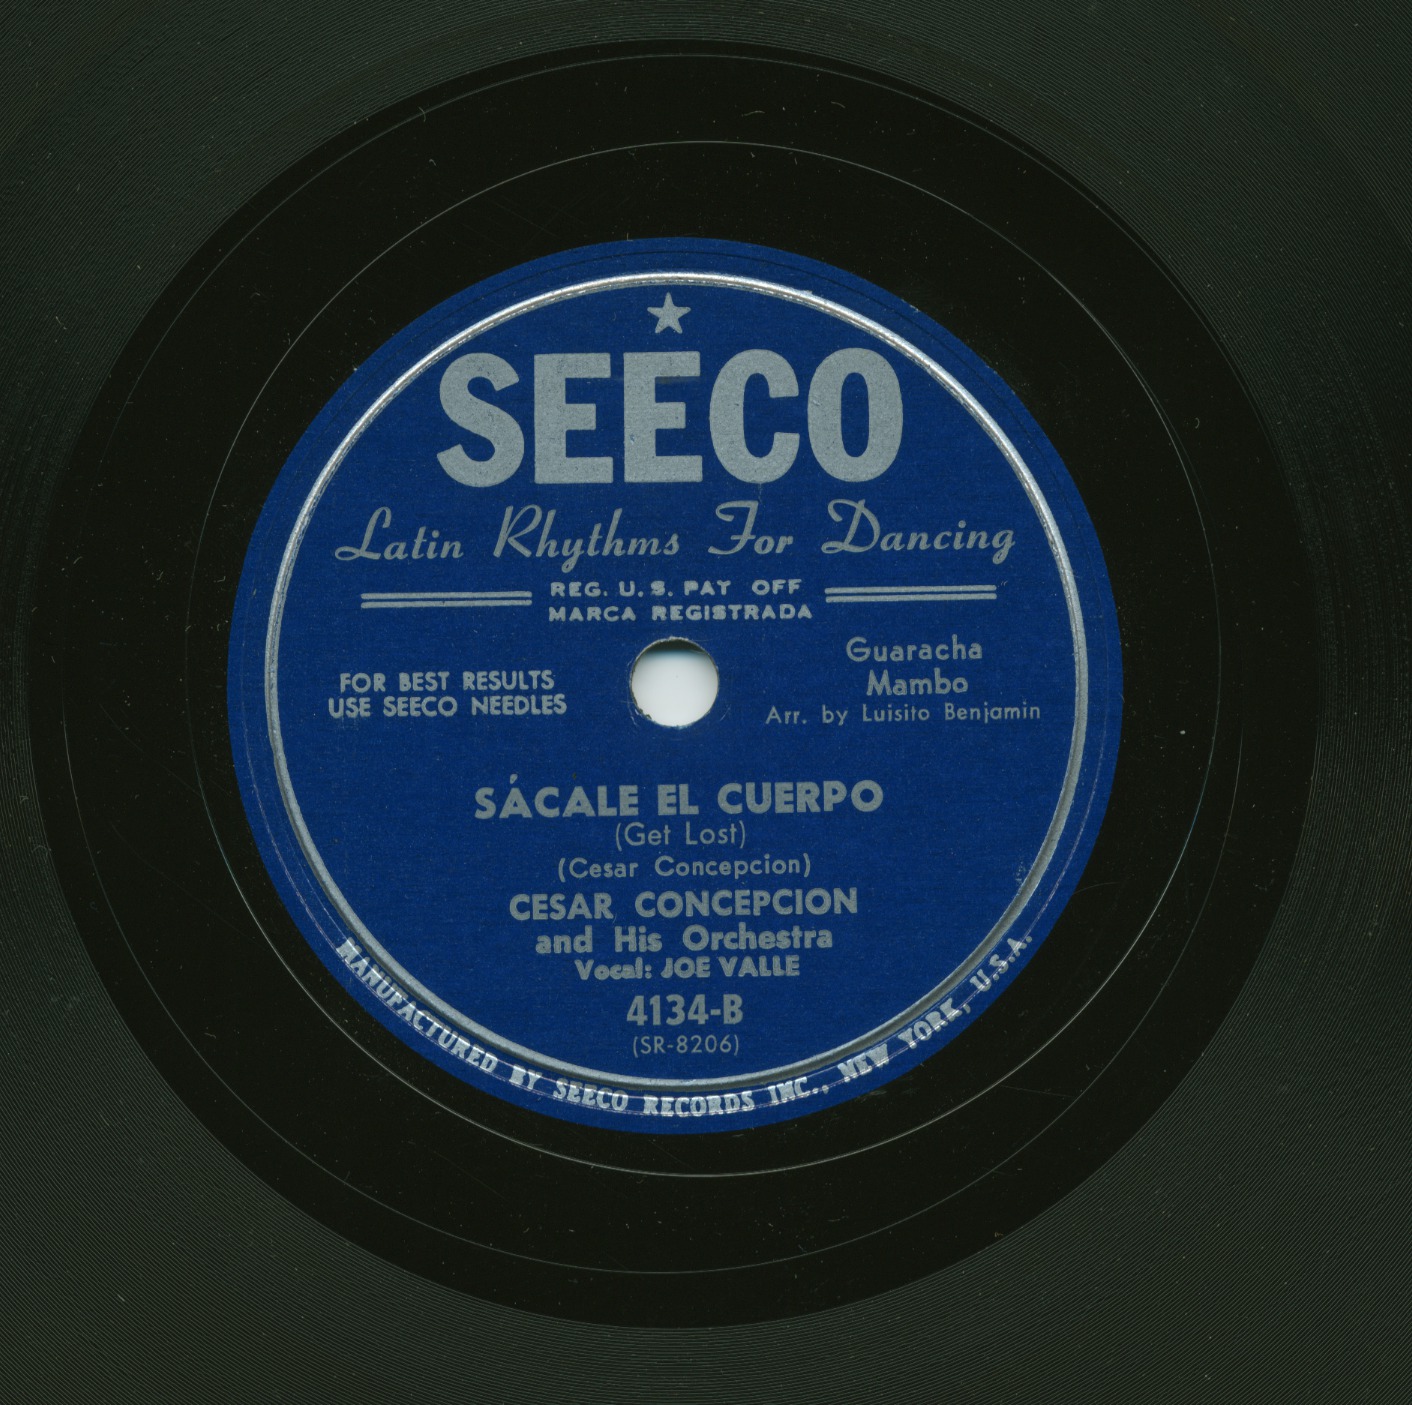 SEECO
Latin Rhythms For Dancing
REG. U.S. PAT OFF
MARCA REGISTRADA
FOR BEST RESULTS
USE SEECO NEEDLES
Guaracha
Mambo
Arr. by Luisito Benjamin
SÁCALE EL CUERPO
(Get Lost)
(Cesar Concepcion)
CESAR CONCEPCION
and His Orchestra
Vocal: JOE VALLE
4134-B
(SR-8206)
MANUFACTURED BY SEECO RECORDS INC., NEW YORK, U.S.A.